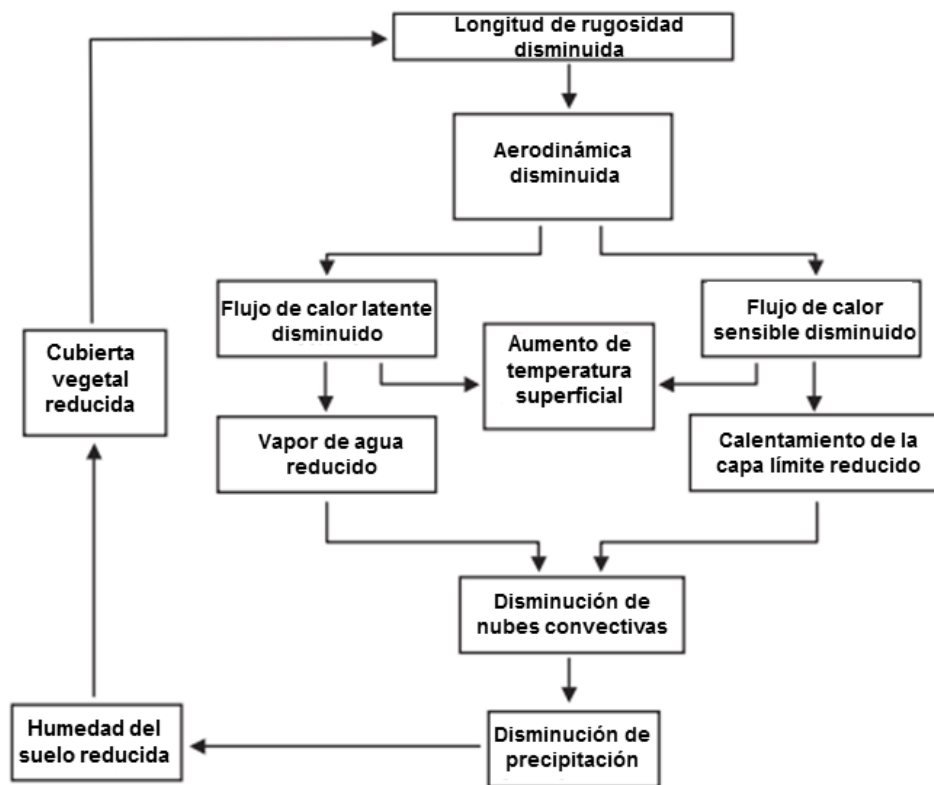 Longitud de rugosidad
disminuida
Aerodinámica
disminuida
Flujo de calor latente
disminuido
Flujo de calor
sensible disminuido
Aumento de
temperatura
superficial
Cubierta
vegetal
reducida
Vapor de agua
reducido
Calentamiento de la
capa límite reducido
Disminución de
nubes convectivas
Humedad del
suelo reducida
Disminución de
precipitación